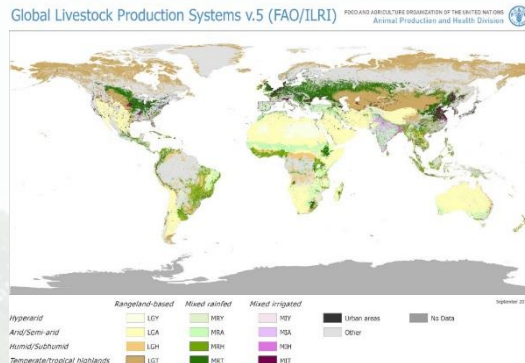 Global Livestock Production Systems v.5 (FAO/ILRI)
FOOD AND AGRICULTURE ORGANIZATION OF THE UNITED NATIONS
Animal Production and Health Division
September
Rangeland-based Mixed rainfed Mixed irrigated
Hyperarid LGY MRY MIY Urban areas No Data
Arid/Semi-arid LGA MRA MIA Other
Humid/Subhumid LGH MRH MIH
Temperate/tropical highlands LGT MRT MIT